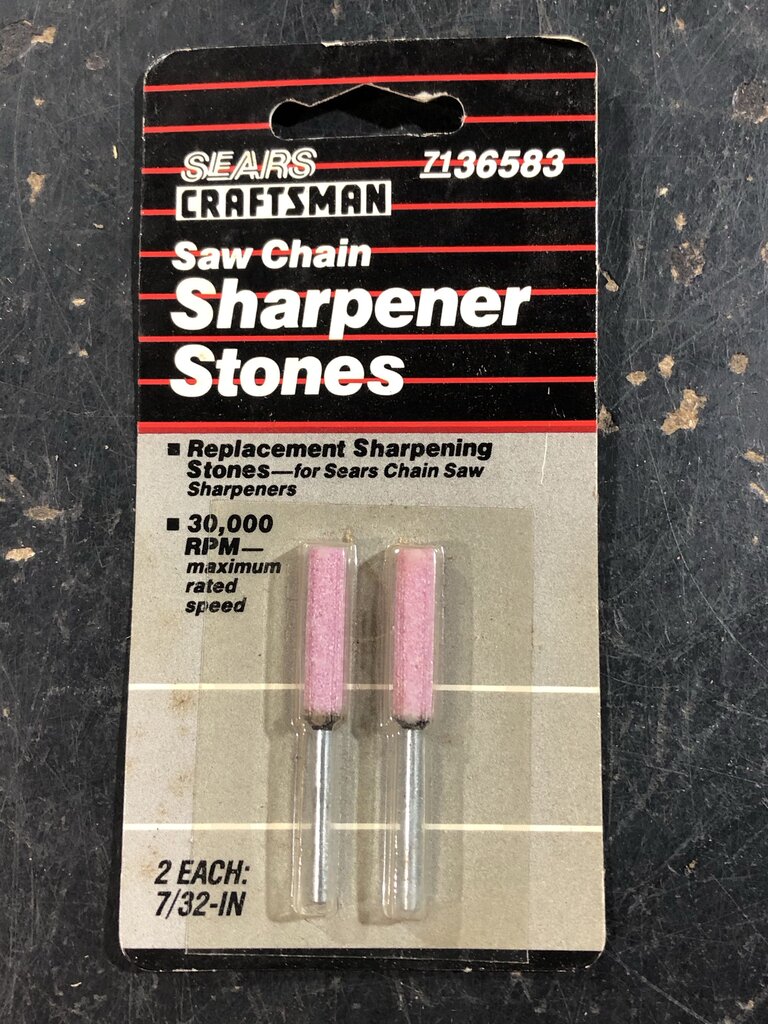 SEARS 7136583
CRAFTSMAN
Saw Chain
Sharpener
Stones
■ Replacement Sharpening
Stones—for Sears Chain Saw
Sharpeners
■ 30,000
RPM—
maximum
rated
speed
2 EACH:
7/32-IN